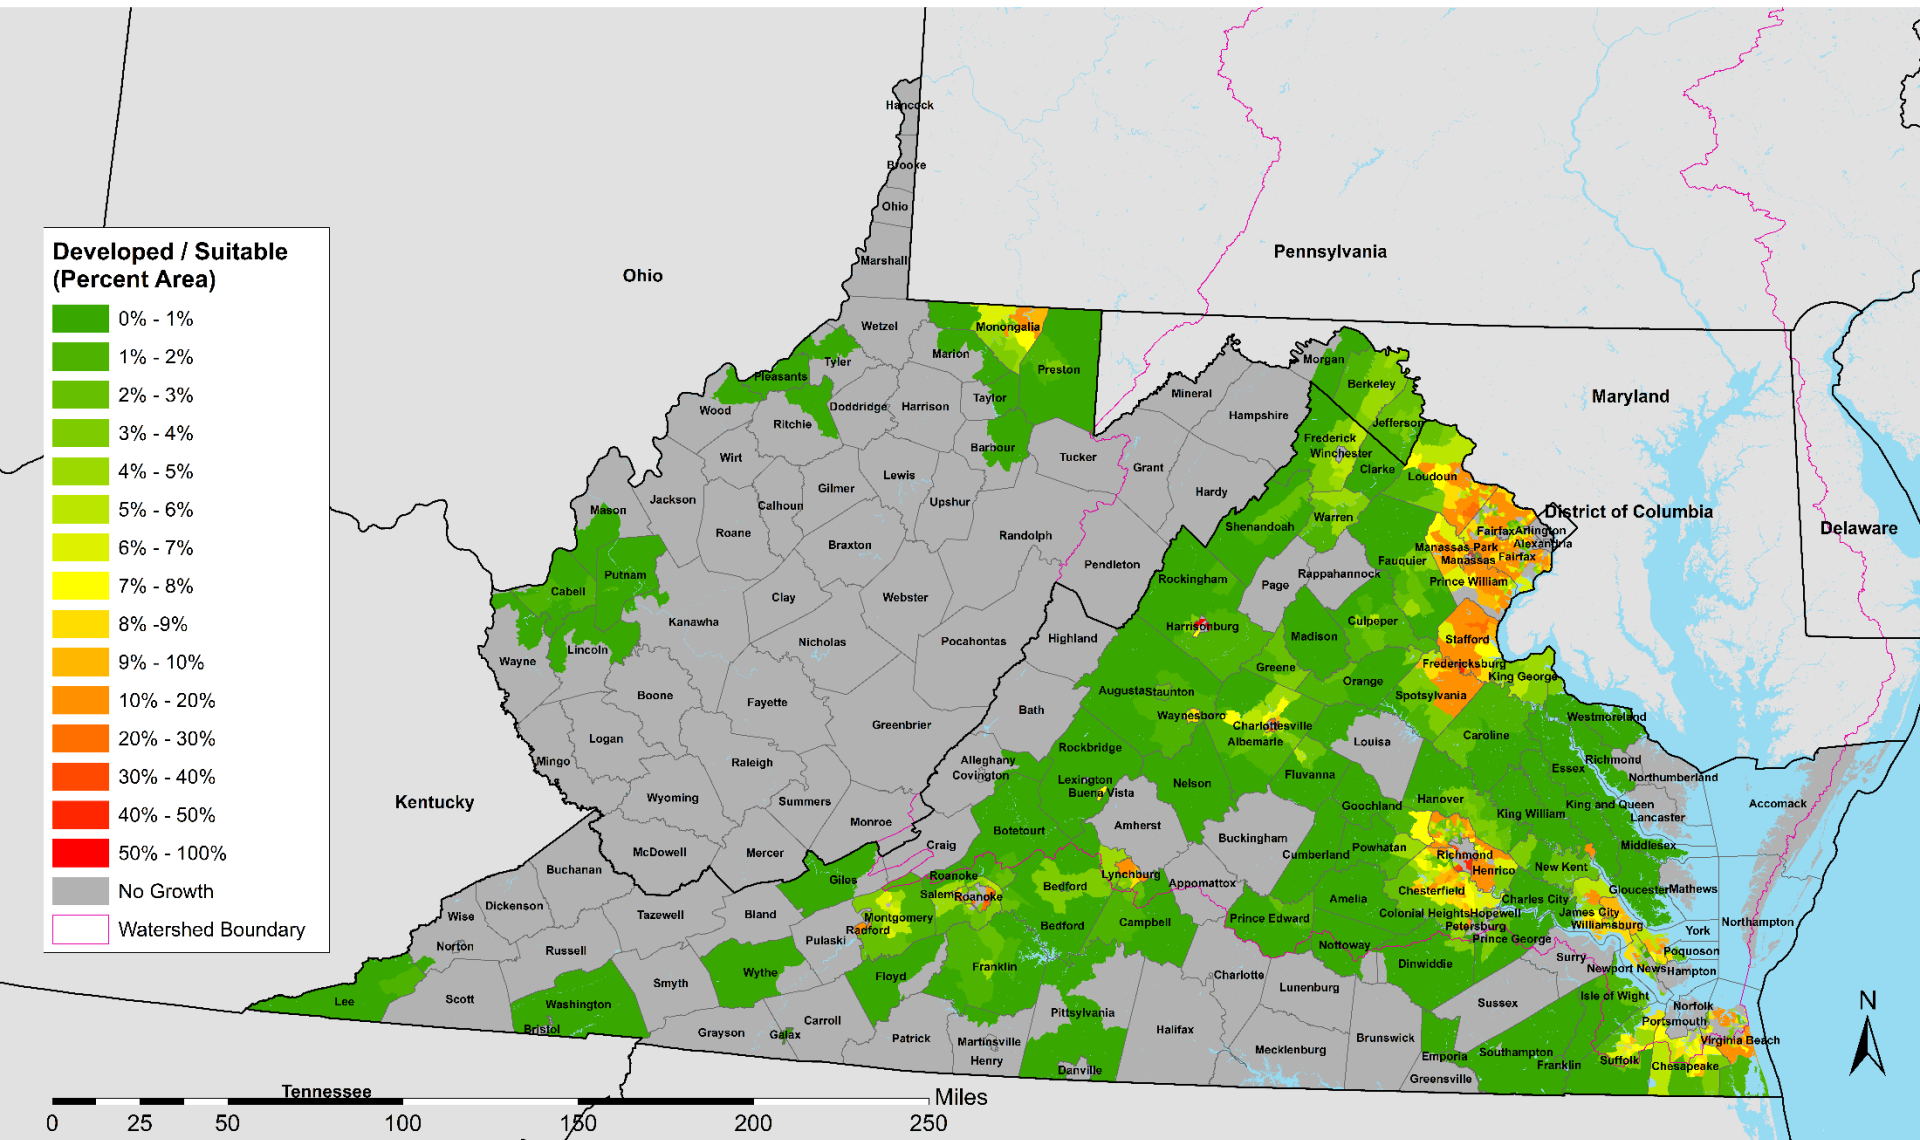 Hancock
Brooke
Ohio
Pennsylvania
Marshall
Ohio
Developed / Suitable
(Percent Area)
0% - 1%
1% - 2%
2% - 3%
3% - 4%
4% - 5%
5% - 6%
6% - 7%
7% - 8%
8% -9%
9% - 10%
10% - 20%
20% - 30%
30% - 40%
40% - 50%
50% - 100%
No Growth
Watershed Boundary
Wetzel
Monongalia
Marion
Tyler
Preston
Pleasants
Morgan
Berkeley
Mineral
Maryland
Taylor
Doddridge
Harrison
Wood
Hampshire
Ritchie
Jefferson
Frederick
Winchester
Barbour
Tucker
Wirt
Grant
Clarke
Loudoun
Lewis
Gilmer
Hardy
Jackson
Upshur
Calhoun
Mason
District of Columbia
Warren
Shenandoah
Delaware
Roane
Randolph
Fairfax
Arlington
Alexandria
Braxton
Manassas Park
Fairfax
Manassas
Fauquier
Pendleton
Putnam
Rappahannock
Rockingham
Page
Prince William
Cabell
Clay
Webster
Kanawha
Culpeper
Harrisonburg
Madison
Highland
Stafford
Nicholas
Pocahontas
Lincoln
Wayne
Fredericksburg
Greene
King George
Orange
Augusta
Staunton
Spotsylvania
Boone
Fayette
Bath
Waynesboro
Westmoreland
Greenbrier
Charlottesville
Logan
Albemarle
Louisa
Caroline
Rockbridge
Mingo
Raleigh
Alleghany
Covington
Richmond
Essex
Fluvanna
Northumberland
Lexington
Nelson
Buena Vista
Kentucky
Wyoming
Summers
Goochland
Hanover
King and Queen
Accomack
King William
Lancaster
Monroe
Amherst
Botetourt
Buckingham
Craig
Middlesex
McDowell
Mercer
Cumberland
Powhatan
Richmond
New Kent
Buchanan
Giles
Roanoke
Lynchburg
Henrico
Appomattox
Bedford
Chesterfield
Gloucester
Mathews
Salem
Roanoke
Amelia
Charles City
Dickenson
Wise
Tazewell
Bland
Montgomery
Colonial Heights
Hopewell
James City
Prince Edward
Campbell
Bedford
Williamsburg
Northampton
Petersburg
Radford
York
Pulaski
Prince George
Norton
Russell
Nottoway
Poquoson
Surry
Dinwiddie
Newport News
Hampton
Franklin
Wythe
Floyd
Charlotte
Smyth
Lunenburg
Isle of Wight
Lee
Scott
Washington
Sussex
Norfolk
Pittsylvania
Carroll
Portsmouth
Bristol
Grayson
Galax
Halifax
Patrick
Martinsville
Brunswick
Virginia Beach
Mecklenburg
Emporia
Southampton
Henry
Suffolk
Franklin
Chesapeake
Danville
Greensville
N
Tennessee
Miles
0 25 50 100 150 200 250